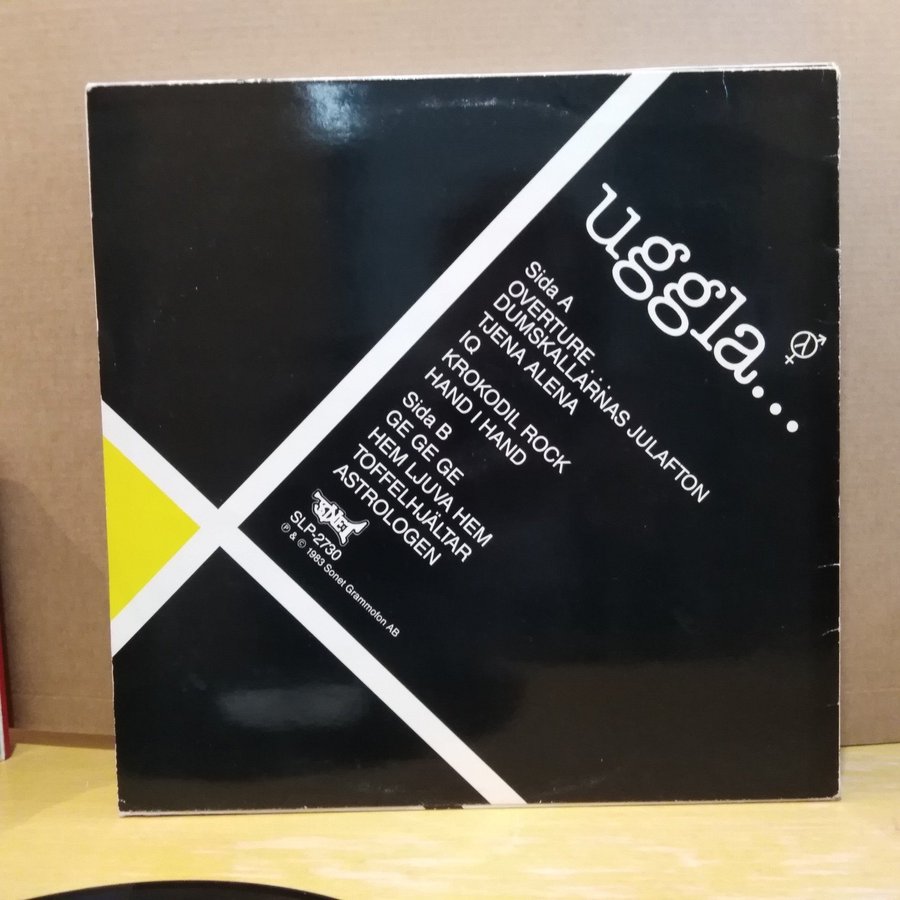 uggla...
Sida A
OVERTURE...
DUMSKALLARNAS JULAFTON
TJENA ALENA
IQ
KROKODIL ROCK
HAND I HAND
Sida B
GE GE GE
HEM LJUVA HEM
TOFFELHJÄLTAR
ASTROLOGEN
SONET
SLP-2730
℗ & © 1983 Sonet Grammofon AB